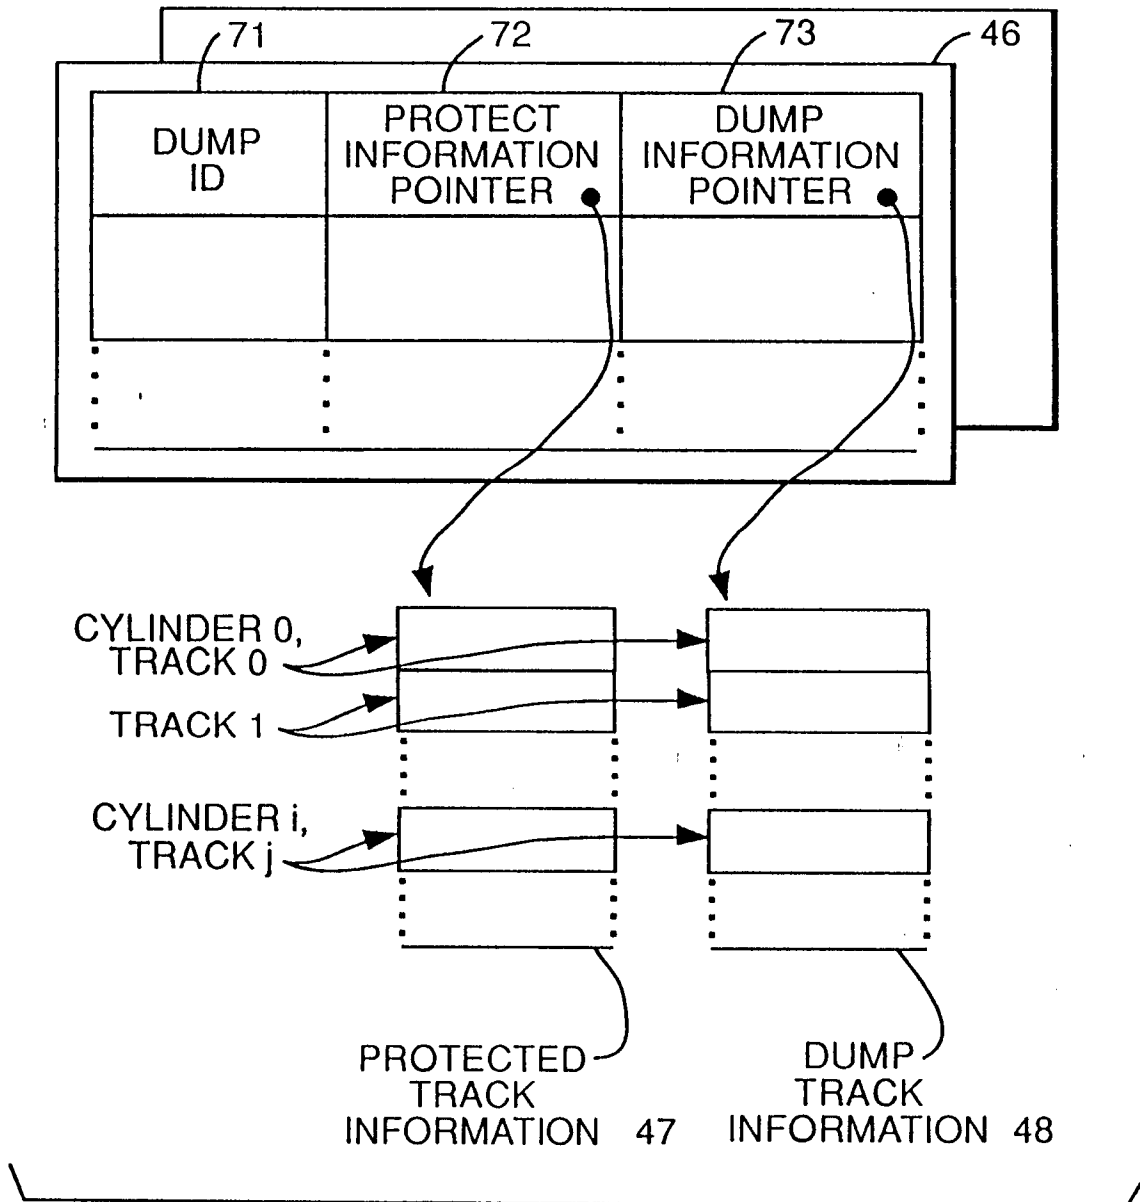 71
72
73
46
DUMP
ID
PROTECT
INFORMATION
POINTER
DUMP
INFORMATION
POINTER
CYLINDER 0,
TRACK 0
TRACK 1
CYLINDER i,
TRACK j
PROTECTED
TRACK
INFORMATION 47
DUMP
TRACK
INFORMATION 48